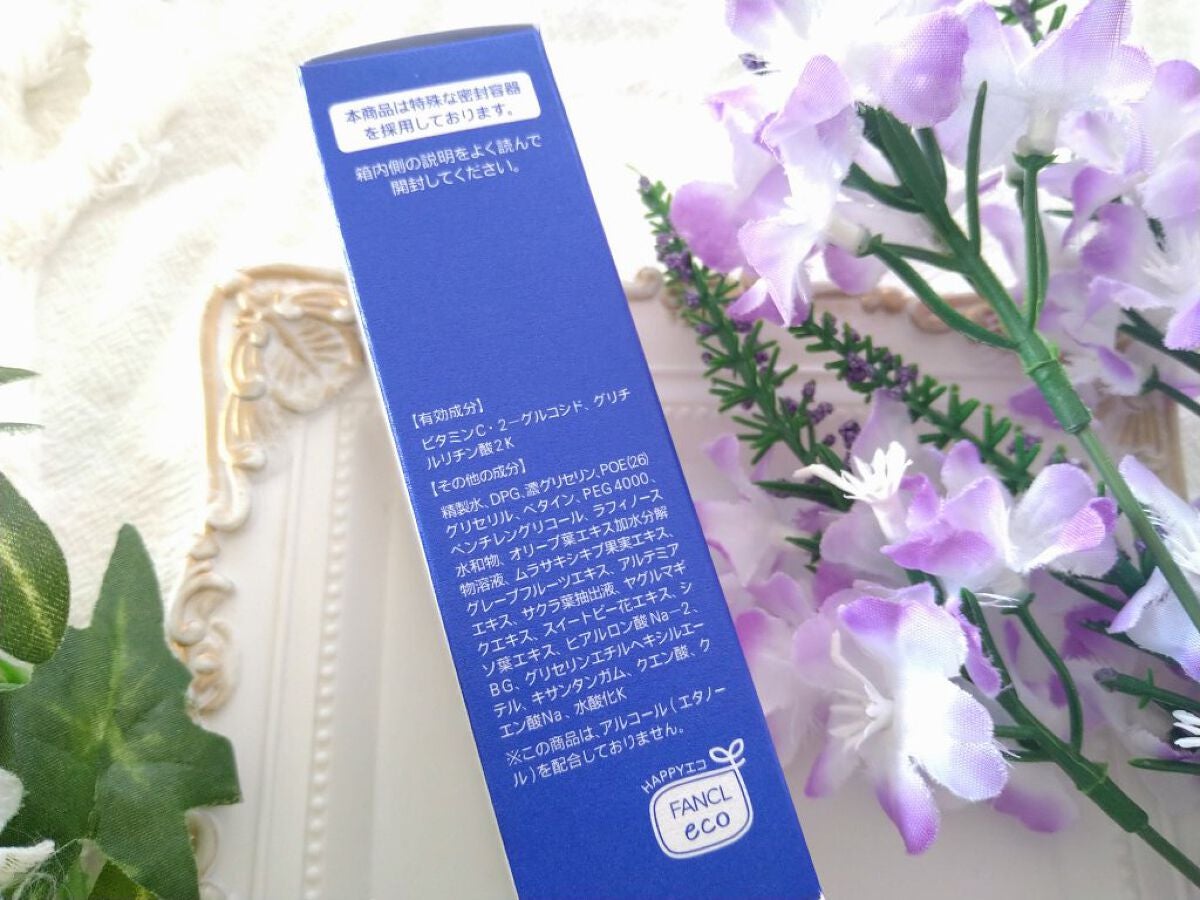 本商品は特殊な密封容器
を採用しております。
箱内側の説明をよく読んで
開封してください。
【有効成分】
ビタミンC・2−グルコシド、グリチ
ルリチン酸2K
【その他の成分】
精製水、DPG、濃グリセリン、POE(26)
グリセリル、ベタイン、PEG4000、
ペンチレングリコール、ラフィノース
水和物、オリーブ葉エキス加水分解
物溶液、ムラサキシキブ果実エキス、
グレープフルーツエキス、アルテミア
エキス、サクラ葉抽出液、ヤグルマギ
クエキス、スイートピー花エキス、シ
ソ葉エキス、ヒアルロン酸Na−2、
BG、グリセリンエチルヘキシルエー
テル、キサンタンガム、クエン酸、ク
エン酸Na、水酸化K
※この商品は、アルコール(エタノー
ル)を配合しておりません。
HAPPYエコ
FANCL
eco